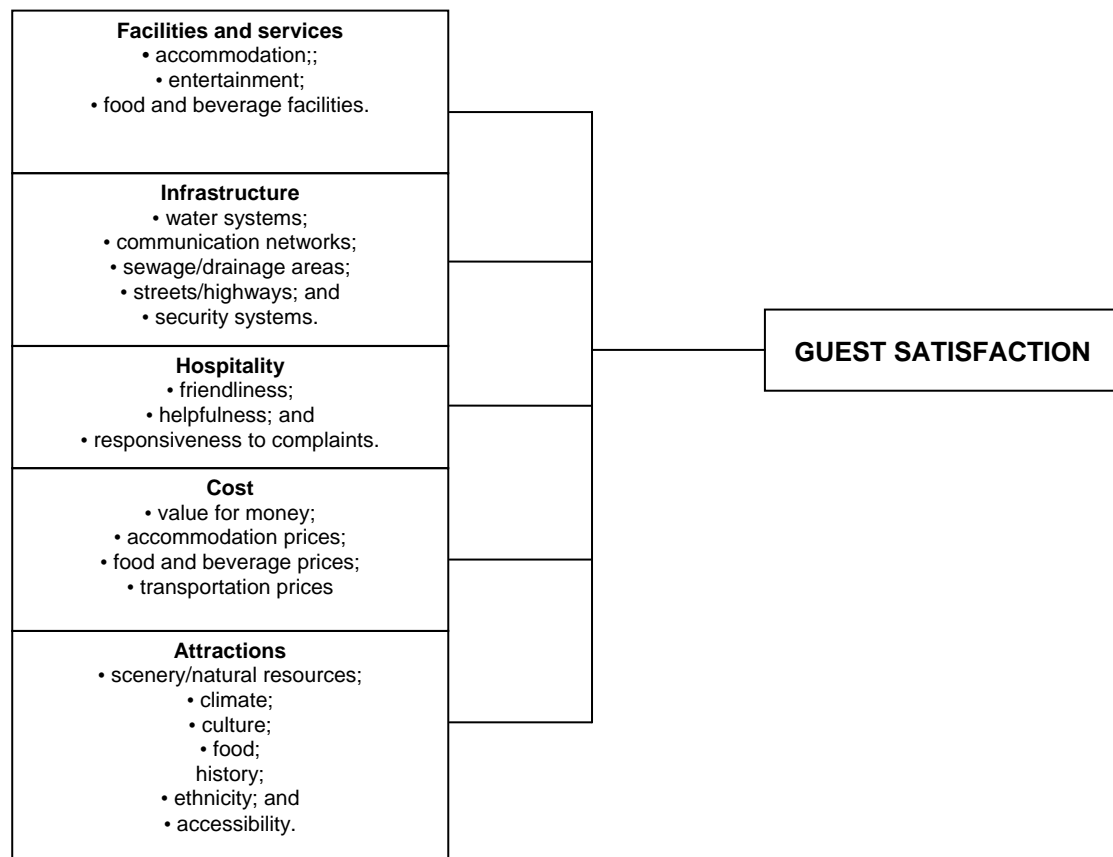 Facilities and services
• accommodation;;
• entertainment;
• food and beverage facilities.
Infrastructure
• water systems;
• communication networks;
• sewage/drainage areas;
• streets/highways; and
• security systems.
Hospitality
• friendliness;
• helpfulness; and
• responsiveness to complaints.
Cost
• value for money;
• accommodation prices;
• food and beverage prices;
• transportation prices
Attractions
• scenery/natural resources;
• climate;
• culture;
• food;
history;
• ethnicity; and
• accessibility.
GUEST SATISFACTION